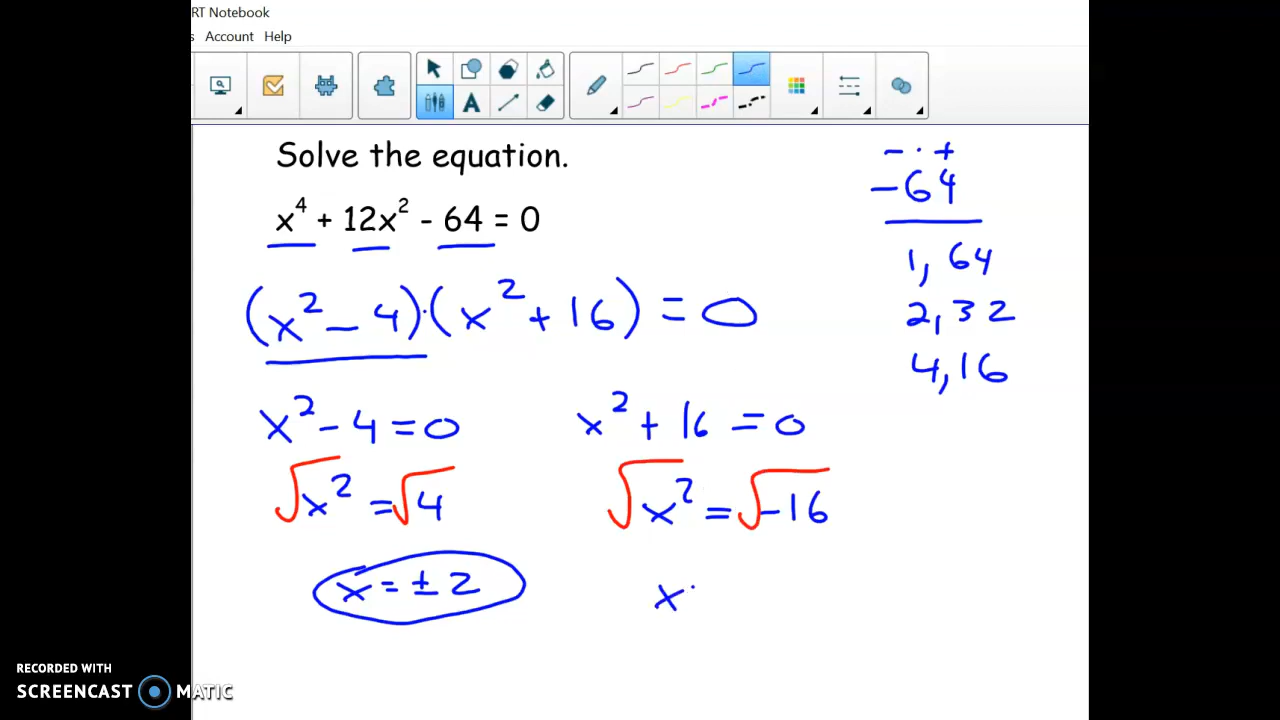 RT Notebook
s Account Help
Solve the equation.
x⁴ + 12x² - 64 = 0
(x² - 4)·(x² + 16) = 0
x² - 4 = 0
x² + 16 = 0
√x² = √4
√x² = √-16
x = ± 2
x
- · +
-64
1, 64
2, 32
4, 16
RECORDED WITH
SCREENCAST MATIC